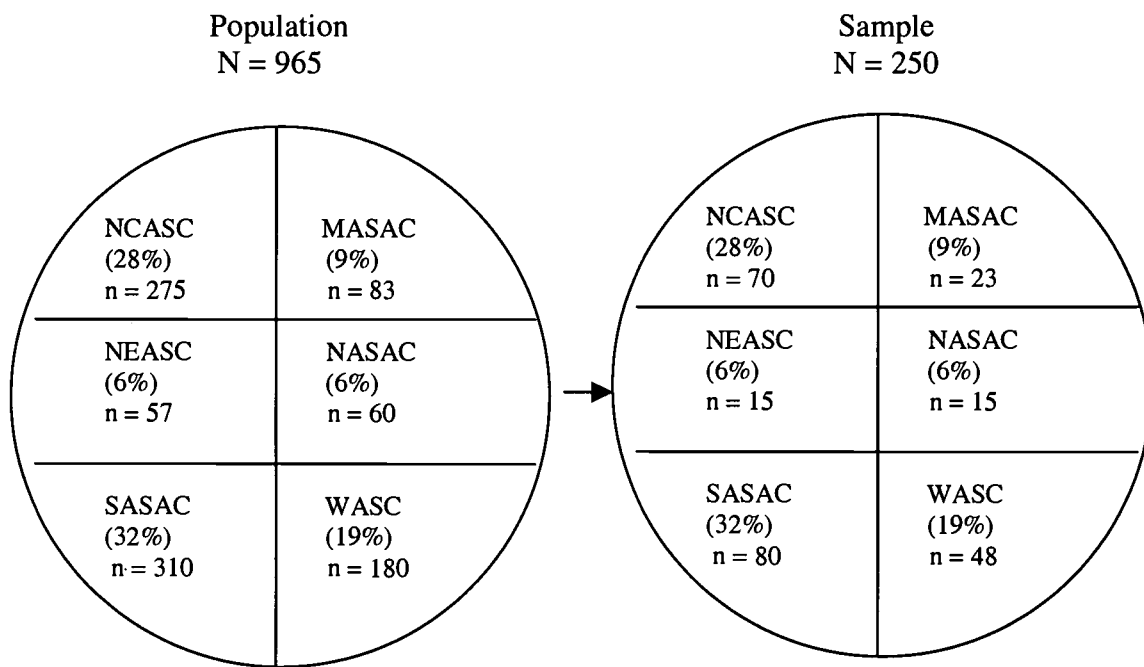 Population
N = 965
NCASC
(28%)
n = 275
MASAC
(9%)
n = 83
NEASC
(6%)
n = 57
NASAC
(6%)
n = 60
SASAC
(32%)
n = 310
WASC
(19%)
n = 180
Sample
N = 250
NCASC
(28%)
n = 70
MASAC
(9%)
n = 23
NEASC
(6%)
n = 15
NASAC
(6%)
n = 15
SASAC
(32%)
n = 80
WASC
(19%)
n = 48